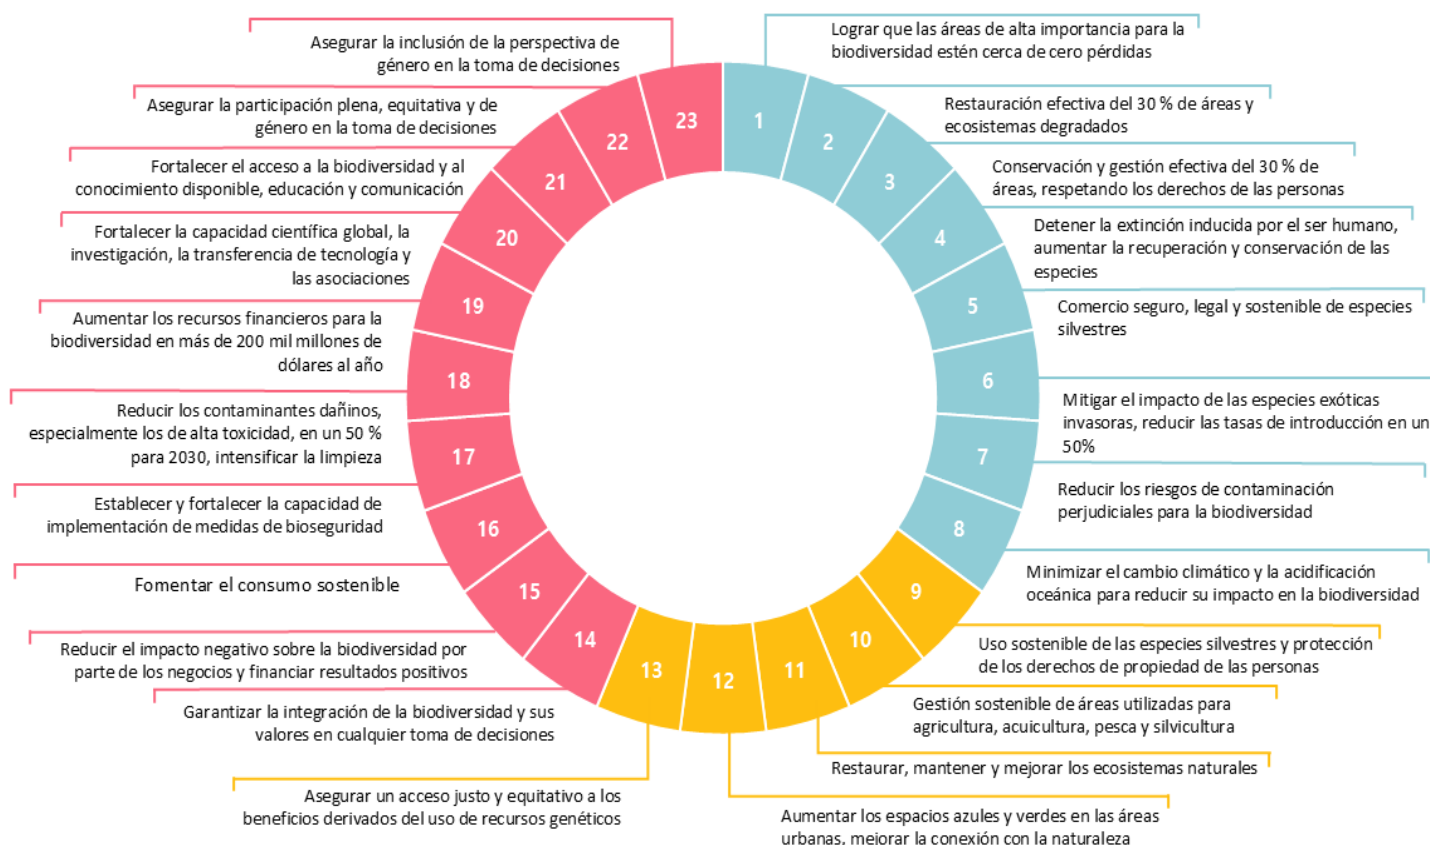 Lograr que las áreas de alta importancia para la
biodiversidad estén cerca de cero pérdidas
Restauración efectiva del 30 % de áreas y
ecosistemas degradados
Conservación y gestión efectiva del 30 % de
áreas, respetando los derechos de las personas
Detener la extinción inducida por el ser humano,
aumentar la recuperación y conservación de las
especies
Comercio seguro, legal y sostenible de especies
silvestres
Mitigar el impacto de las especies exóticas
invasoras, reducir las tasas de introducción en un
50%
Reducir los riesgos de contaminación
perjudiciales para la biodiversidad
Minimizar el cambio climático y la acidificación
oceánica para reducir su impacto en la biodiversidad
Uso sostenible de las especies silvestres y protección
de los derechos de propiedad de las personas
Gestión sostenible de áreas utilizadas para
agricultura, acuicultura, pesca y silvicultura
Restaurar, mantener y mejorar los ecosistemas naturales
Aumentar los espacios azules y verdes en las áreas
urbanas, mejorar la conexión con la naturaleza
Asegurar un acceso justo y equitativo a los
beneficios derivados del uso de recursos genéticos
Garantizar la integración de la biodiversidad y sus
valores en cualquier toma de decisiones
Reducir el impacto negativo sobre la biodiversidad por
parte de los negocios y financiar resultados positivos
Fomentar el consumo sostenible
Establecer y fortalecer la capacidad de
implementación de medidas de bioseguridad
Reducir los contaminantes dañinos,
especialmente los de alta toxicidad, en un 50 %
para 2030, intensificar la limpieza
Aumentar los recursos financieros para la
biodiversidad en más de 200 mil millones de
dólares al año
Fortalecer la capacidad científica global, la
investigación, la transferencia de tecnología y
las asociaciones
Fortalecer el acceso a la biodiversidad y al
conocimiento disponible, educación y comunicación
Asegurar la participación plena, equitativa y de
género en la toma de decisiones
Asegurar la inclusión de la perspectiva de
género en la toma de decisiones
1
2
3
4
5
6
7
8
9
10
11
12
13
14
15
16
17
18
19
20
21
22
23